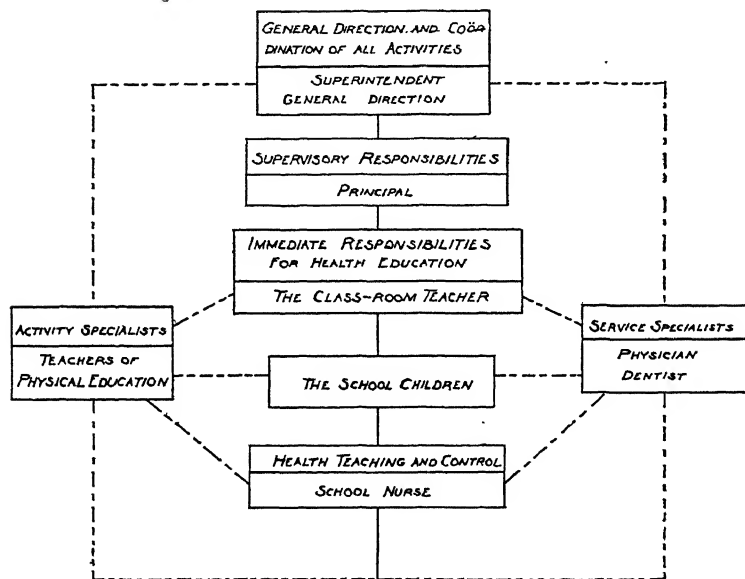 GENERAL DIRECTION AND COÖR
DINATION OF ALL ACTIVITIES
SUPERINTENDENT
GENERAL DIRECTION
SUPERVISORY RESPONSIBILITIES
PRINCIPAL
IMMEDIATE RESPONSIBILITIES
FOR HEALTH EDUCATION
THE CLASS-ROOM TEACHER
ACTIVITY SPECIALISTS
TEACHERS OF
PHYSICAL EDUCATION
SERVICE SPECIALISTS
PHYSICIAN
DENTIST
THE SCHOOL CHILDREN
HEALTH TEACHING AND CONTROL
SCHOOL NURSE